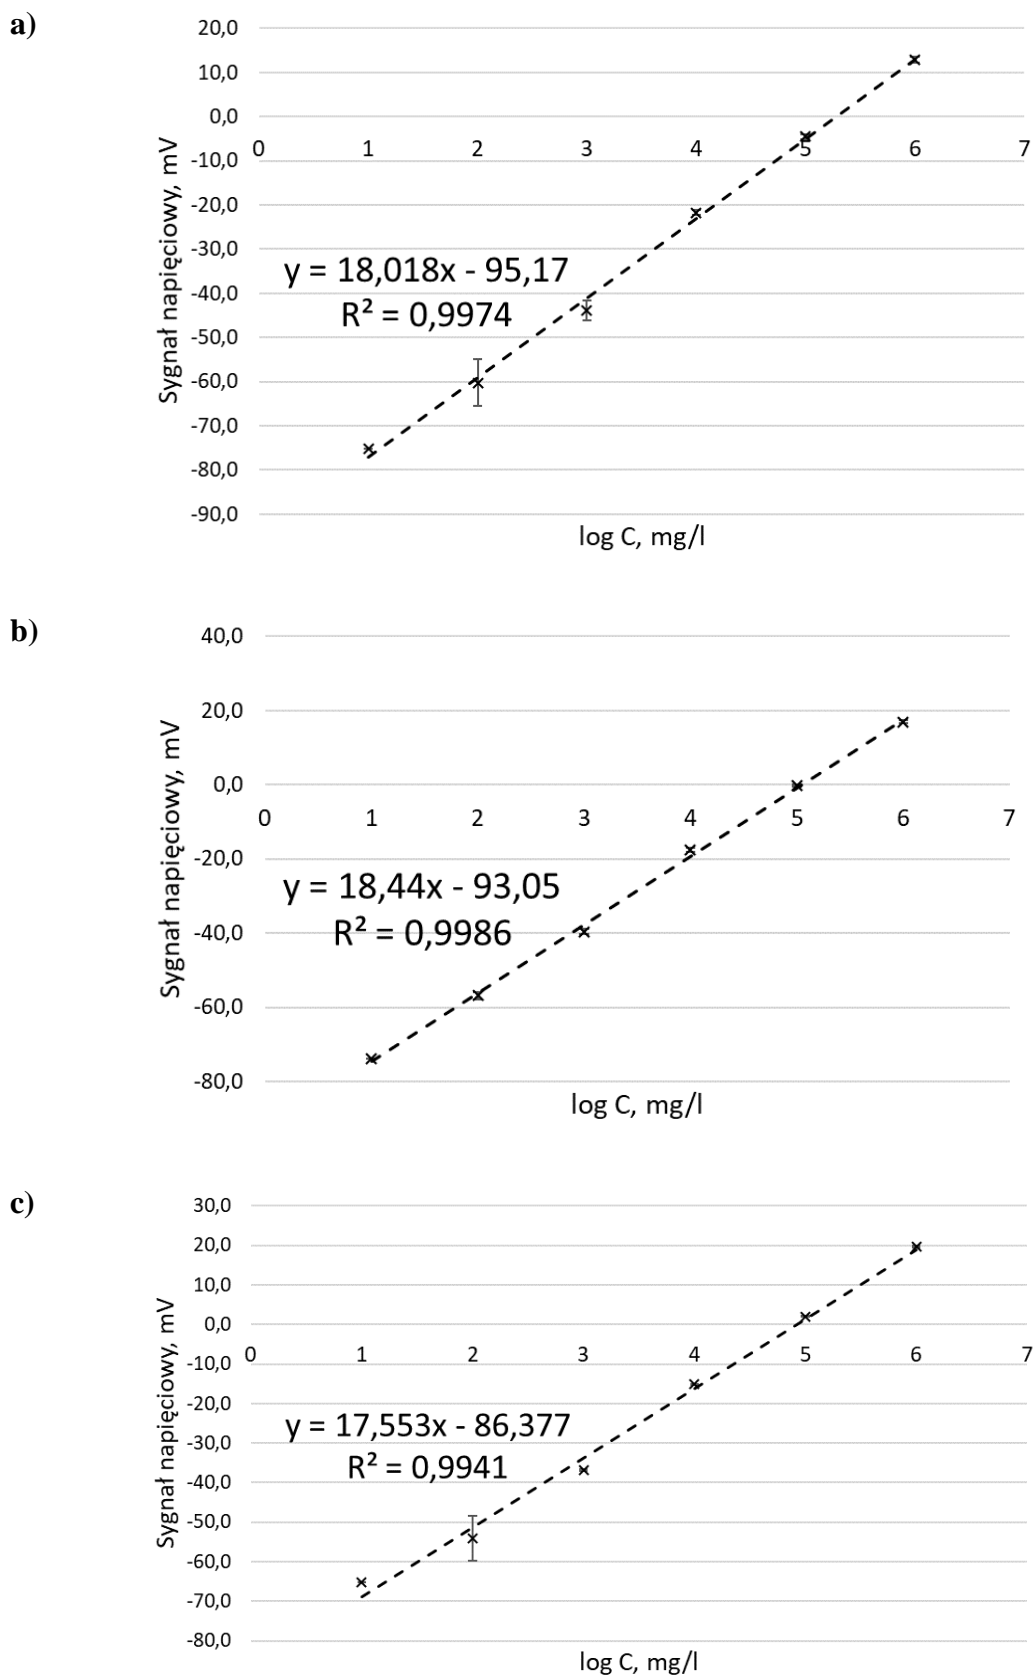 a)
20,0
10,0
0,0
0 1 2 3 4 5 6 7
-10,0
-20,0
-30,0
y = 18,018x - 95,17
-40,0
R² = 0,9974
-50,0
-60,0
-70,0
-80,0
-90,0
Sygnał napięciowy, mV
log C, mg/l
b)
40,0
20,0
0,0
0 1 2 3 4 5 6 7
-20,0
y = 18,44x - 93,05
-40,0
R² = 0,9986
-60,0
-80,0
Sygnał napięciowy, mV
log C, mg/l
c)
30,0
20,0
10,0
0,0
0 1 2 3 4 5 6 7
-10,0
-20,0
y = 17,553x - 86,377
-30,0
R² = 0,9941
-40,0
-50,0
-60,0
-70,0
-80,0
Sygnał napięciowy, mV
log C, mg/l